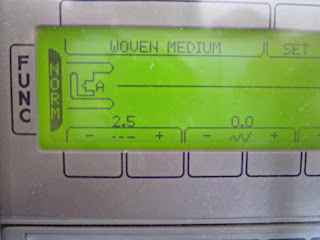 WOVEN MEDIUM SET
FUNC
NORM
A
2.5 0.0
- --- + - +